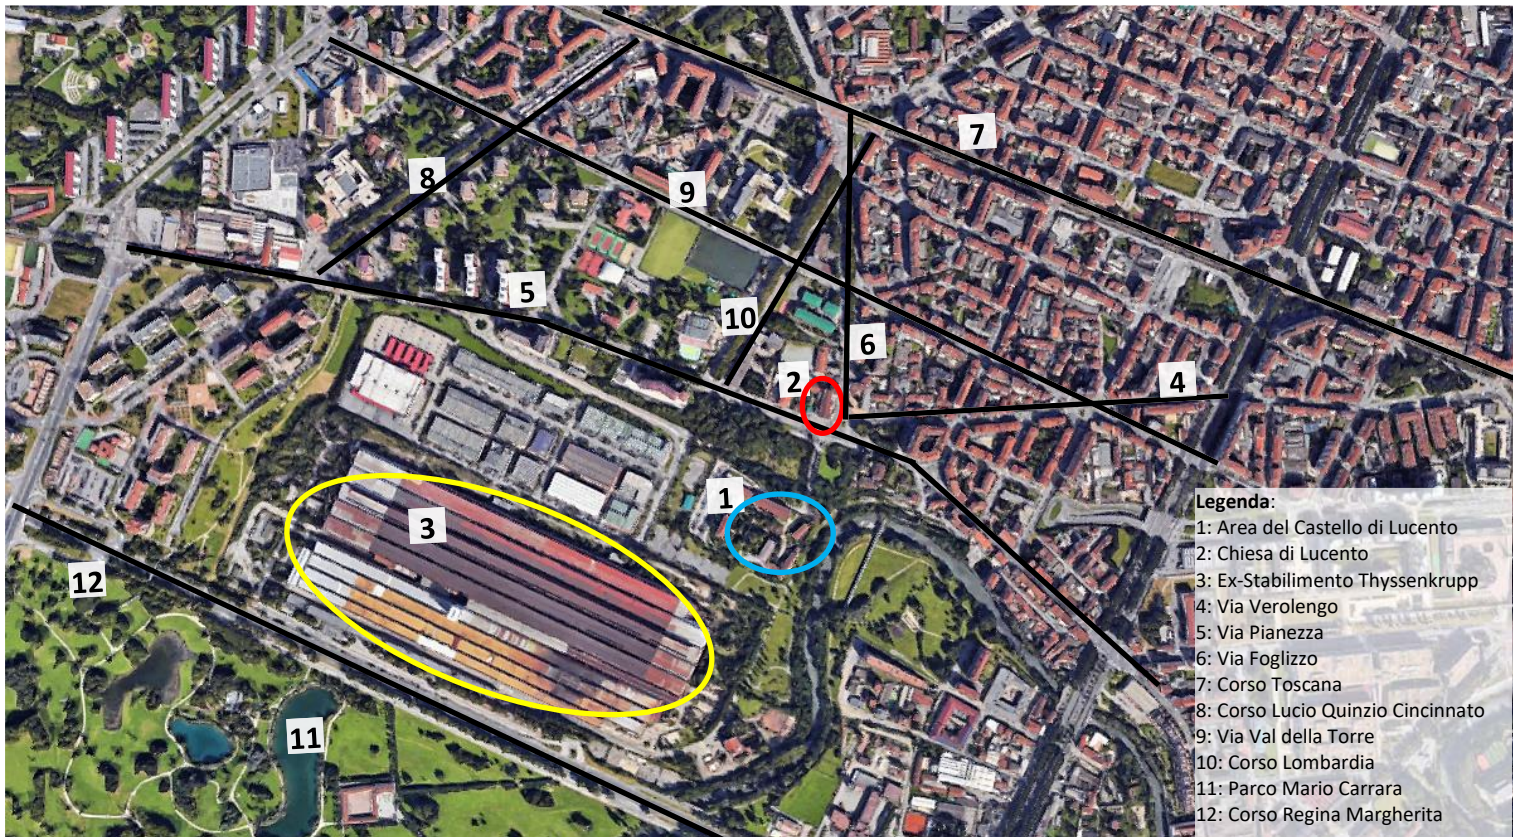 7
8
9
5
10
6
2
4
1
3
12
11
Legenda:
1: Area del Castello di Lucento
2: Chiesa di Lucento
3: Ex-Stabilimento Thyssenkrupp
4: Via Verolengo
5: Via Pianezza
6: Via Foglizzo
7: Corso Toscana
8: Corso Lucio Quinzio Cincinnato
9: Via Val della Torre
10: Corso Lombardia
11: Parco Mario Carrara
12: Corso Regina Margherita